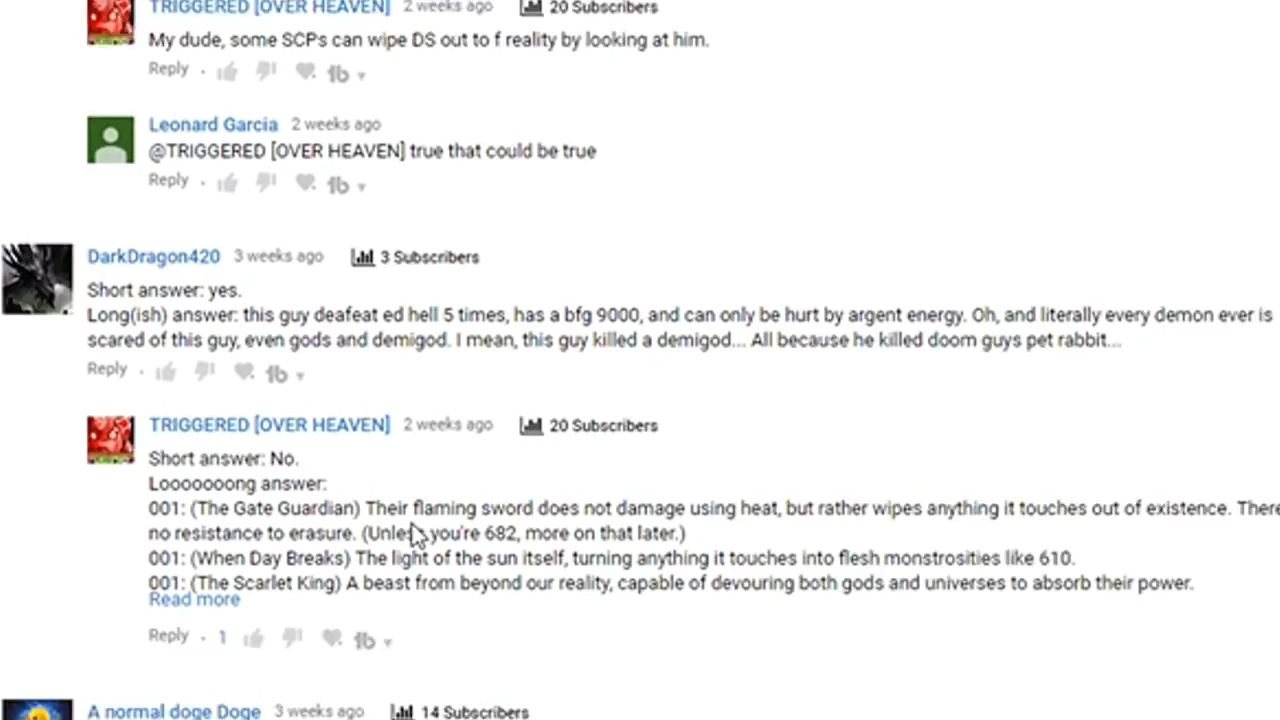 TRIGGERED [OVER HEAVEN] 2 weeks ago 20 Subscribers
My dude, some SCPs can wipe DS out to f reality by looking at him.
Reply
Leonard Garcia 2 weeks ago
@TRIGGERED [OVER HEAVEN] true that could be true
Reply
DarkDragon420 3 weeks ago 3 Subscribers
Short answer: yes.
Long(ish) answer: this guy deafeat ed hell 5 times, has a bfg 9000, and can only be hurt by argent energy. Oh, and literally every demon ever is
scared of this guy, even gods and demigod. I mean, this guy killed a demigod... All because he killed doom guys pet rabbit...
Reply
TRIGGERED [OVER HEAVEN] 2 weeks ago 20 Subscribers
Short answer: No.
Looooooong answer:
001: (The Gate Guardian) Their flaming sword does not damage using heat, but rather wipes anything it touches out of existence. There
no resistance to erasure. (Unless you're 682, more on that later.)
001: (When Day Breaks) The light of the sun itself, turning anything it touches into flesh monstrosities like 610.
001: (The Scarlet King) A beast from beyond our reality, capable of devouring both gods and universes to absorb their power.
Read more
Reply 1
A normal doge Doge 3 weeks ago 14 Subscribers